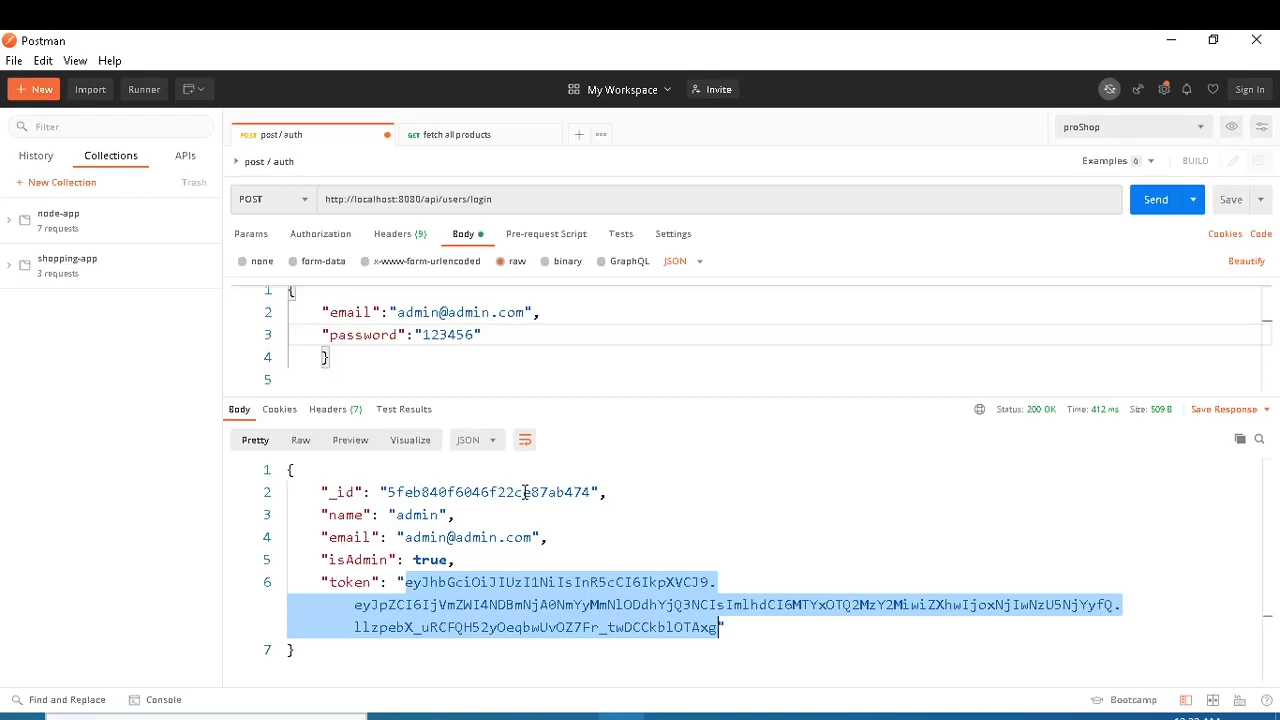 Postman
File Edit View Help
+ New Import Runner My Workspace Invite Sign In
Filter
POST post / auth GET fetch all products + ••• proShop
History Collections APIs
post / auth Examples 0 BUILD
+ New Collection Trash
POST http://localhost:8080/api/users/login Send Save
node-app
7 requests
Params Authorization Headers (9) Body Pre-request Script Tests Settings Cookies Code
shopping-app
3 requests
none form-data x-www-form-urlencoded raw binary GraphQL JSON Beautify
1 {
2 "email":"admin@admin.com",
3 "password":"123456"
4 }
5
Body Cookies Headers (7) Test Results Status: 200 OK Time: 412 ms Size: 509 B Save Response
Pretty Raw Preview Visualize JSON
1 {
2 "_id": "5feb840f6046f22ce87ab474",
3 "name": "admin",
4 "email": "admin@admin.com",
5 "isAdmin": true,
6 "token": "eyJhbGciOiJIUzI1NiIsInR5cCI6IkpXVCJ9.
eyJpZCI6IjVmZWI4NDBmNjA0NmYyMmNlODdhYjQ3NCIsImlhdCI6MTYxOTQ2MzY2MiwiZXhwIjoxNjIwNzU5NjYyfQ.
llzpebX_uRCFQH52yOeqbwUvOZ7Fr_twDCCkblOTAxg"
7 }
Find and Replace Console Bootcamp